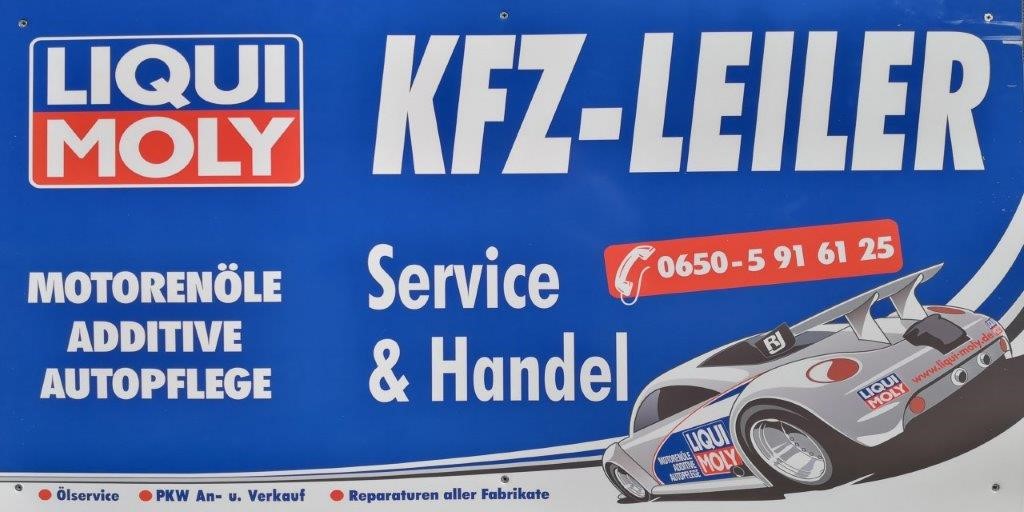 LIQUI
MOLY
KFZ-LEILER
MOTORENÖLE
ADDITIVE
AUTOPFLEGE
Service
& Handel
0650-5 91 61 25
www.liqui-moly.de
LIQUI
MOLY
LIQUI
MOLY
MOTORENÖLE
ADDITIVE
AUTOPFLEGE
Ölservice
PKW An- u. Verkauf
Reparaturen aller Fabrikate